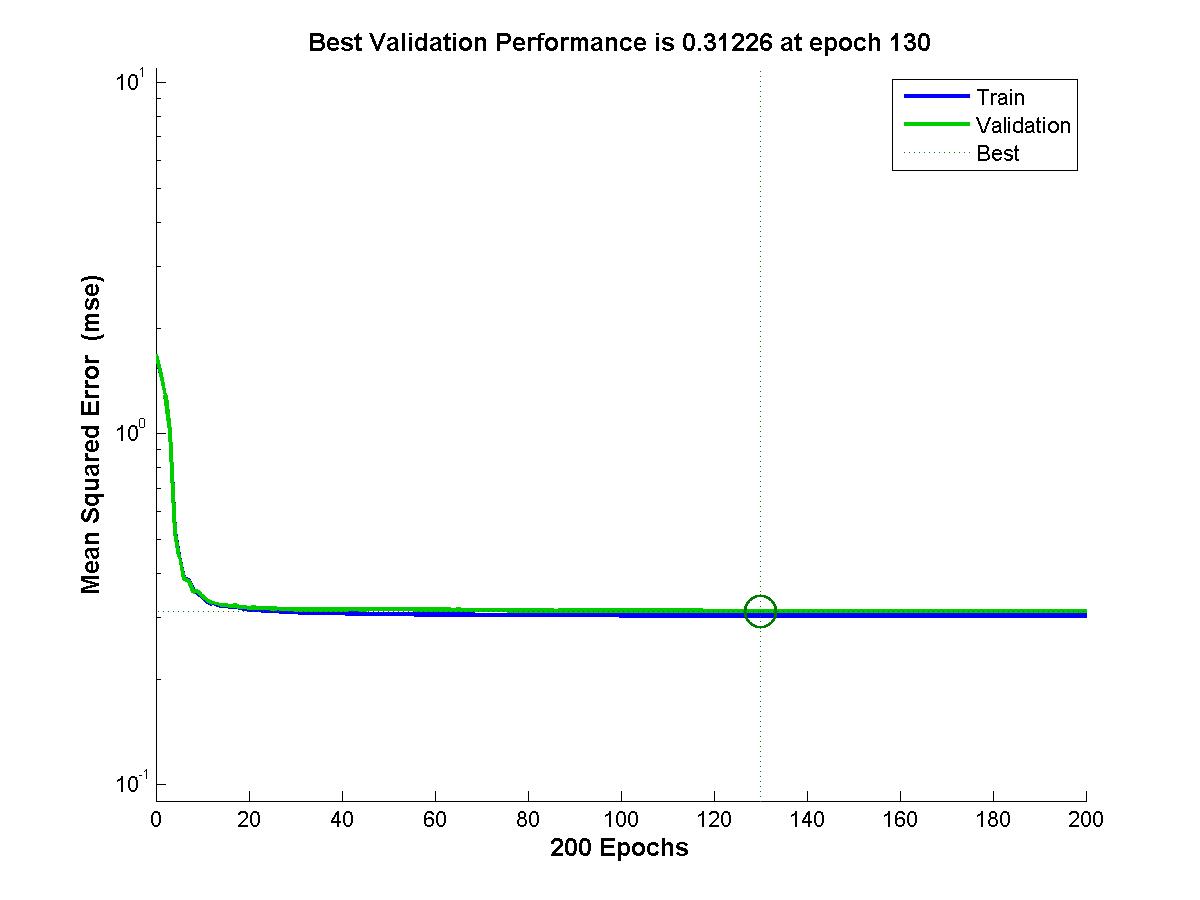 Best Validation Performance is 0.31226 at epoch 130
Train
Validation
Best
Mean Squared Error (mse)
10^1
10^0
10^-1
0 20 40 60 80 100 120 140 160 180 200
200 Epochs